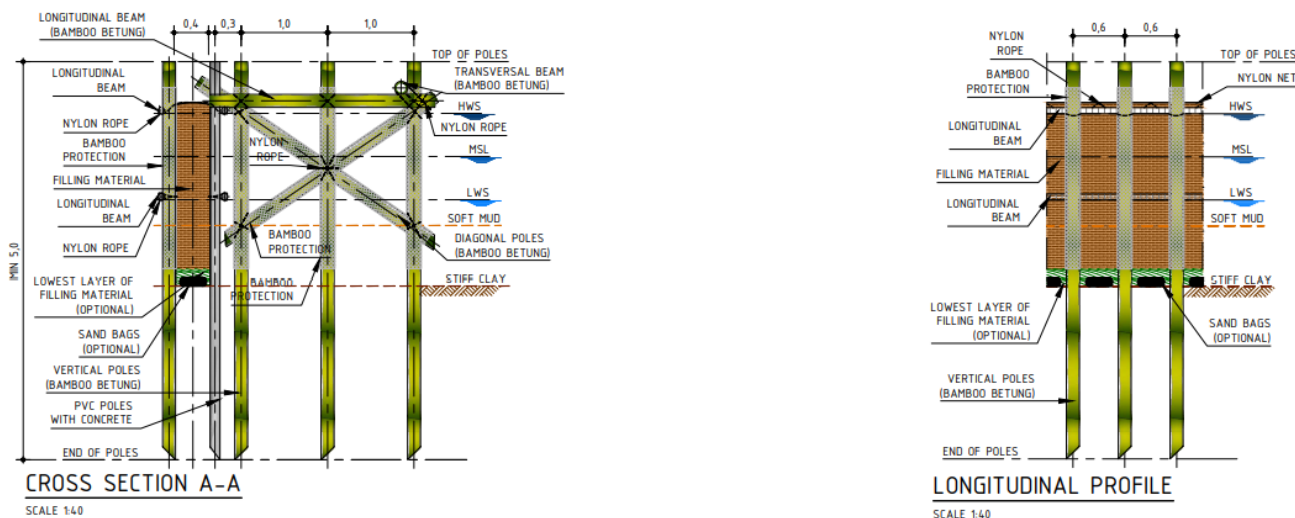 LONGITUDINAL BEAM
(BAMBOO BETUNG)
0,4
0,3
1,0
1,0
TOP OF POLES
LONGITUDINAL
BEAM
TRANSVERSAL BEAM
(BAMBOO BETUNG)
HWS
NYLON ROPE
NYLON ROPE
BAMBOO
PROTECTION
NYLON
ROPE
MSL
FILLING MATERIAL
LWS
LONGITUDINAL
BEAM
SOFT MUD
NYLON ROPE
BAMBOO
PROTECTION
DIAGONAL POLES
(BAMBOO BETUNG)
LOWEST LAYER OF
FILLING MATERIAL
(OPTIONAL)
BAMBOO
PROTECTION
STIFF CLAY
SAND BAGS
(OPTIONAL)
VERTICAL POLES
(BAMBOO BETUNG)
PVC POLES
WITH CONCRETE
END OF POLES
MIN 5,0
CROSS SECTION A-A
SCALE 1:40
NYLON
ROPE
0,6
0,6
TOP OF POLES
BAMBOO
PROTECTION
NYLON NET
HWS
LONGITUDINAL
BEAM
MSL
FILLING MATERIAL
LWS
LONGITUDINAL
BEAM
SOFT MUD
STIFF CLAY
LOWEST LAYER OF
FILLING MATERIAL
(OPTIONAL)
SAND BAGS
(OPTIONAL)
VERTICAL POLES
(BAMBOO BETUNG)
END OF POLES
LONGITUDINAL PROFILE
SCALE 1:40